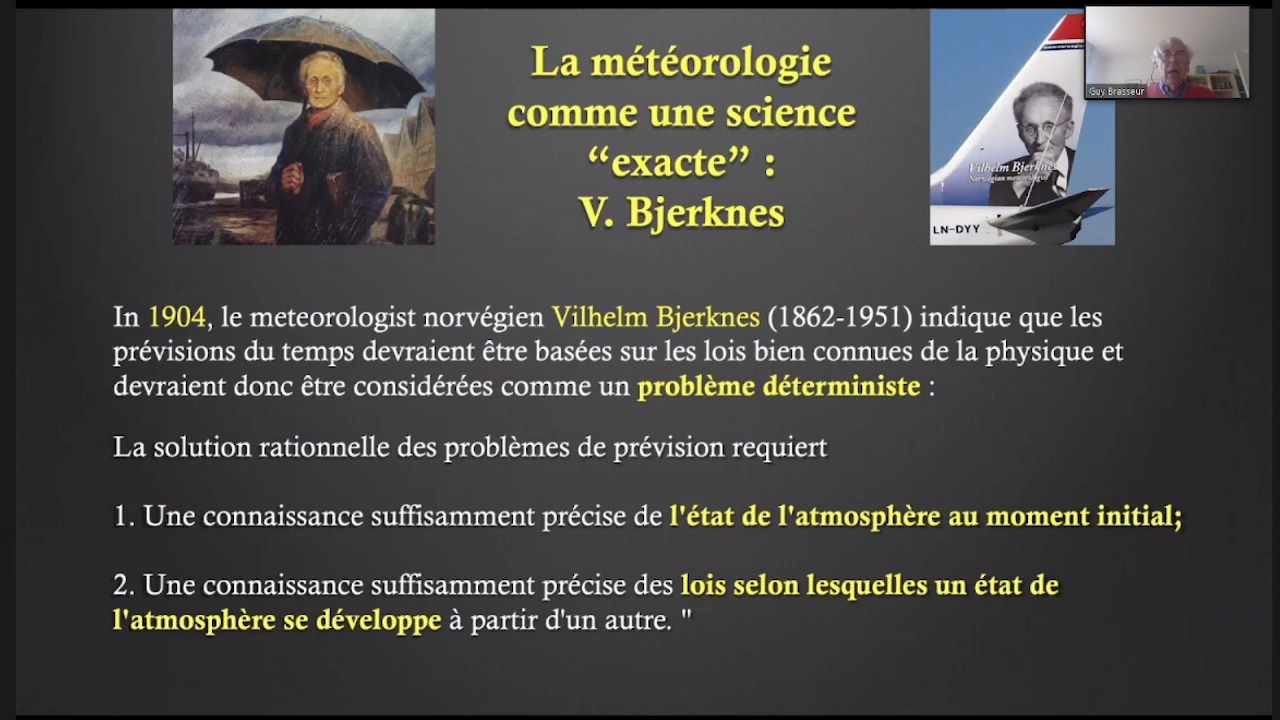 La météorologie
comme une science
“exacte” :
V. Bjerknes
Guy Brasseur
Vilhelm Bjerknes
Norwegian meteorologist
LN-DYY
In 1904, le meteorologist norvégien Vilhelm Bjerknes (1862-1951) indique que les
prévisions du temps devraient être basées sur les lois bien connues de la physique et
devraient donc être considérées comme un problème déterministe :
La solution rationnelle des problèmes de prévision requiert
1. Une connaissance suffisamment précise de l'état de l'atmosphère au moment initial;
2. Une connaissance suffisamment précise des lois selon lesquelles un état de
l'atmosphère se développe à partir d'un autre. "